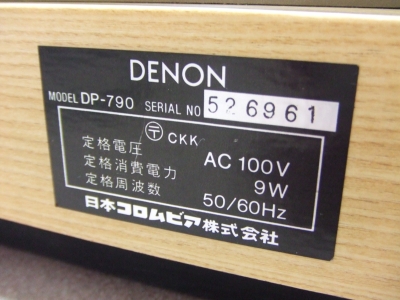 DENON
MODEL DP-790 SERIAL NO 526961
〒 CKK
定格電圧 AC 100V
定格消費電力 9W
定格周波数 50/60Hz
日本コロムビア株式会社